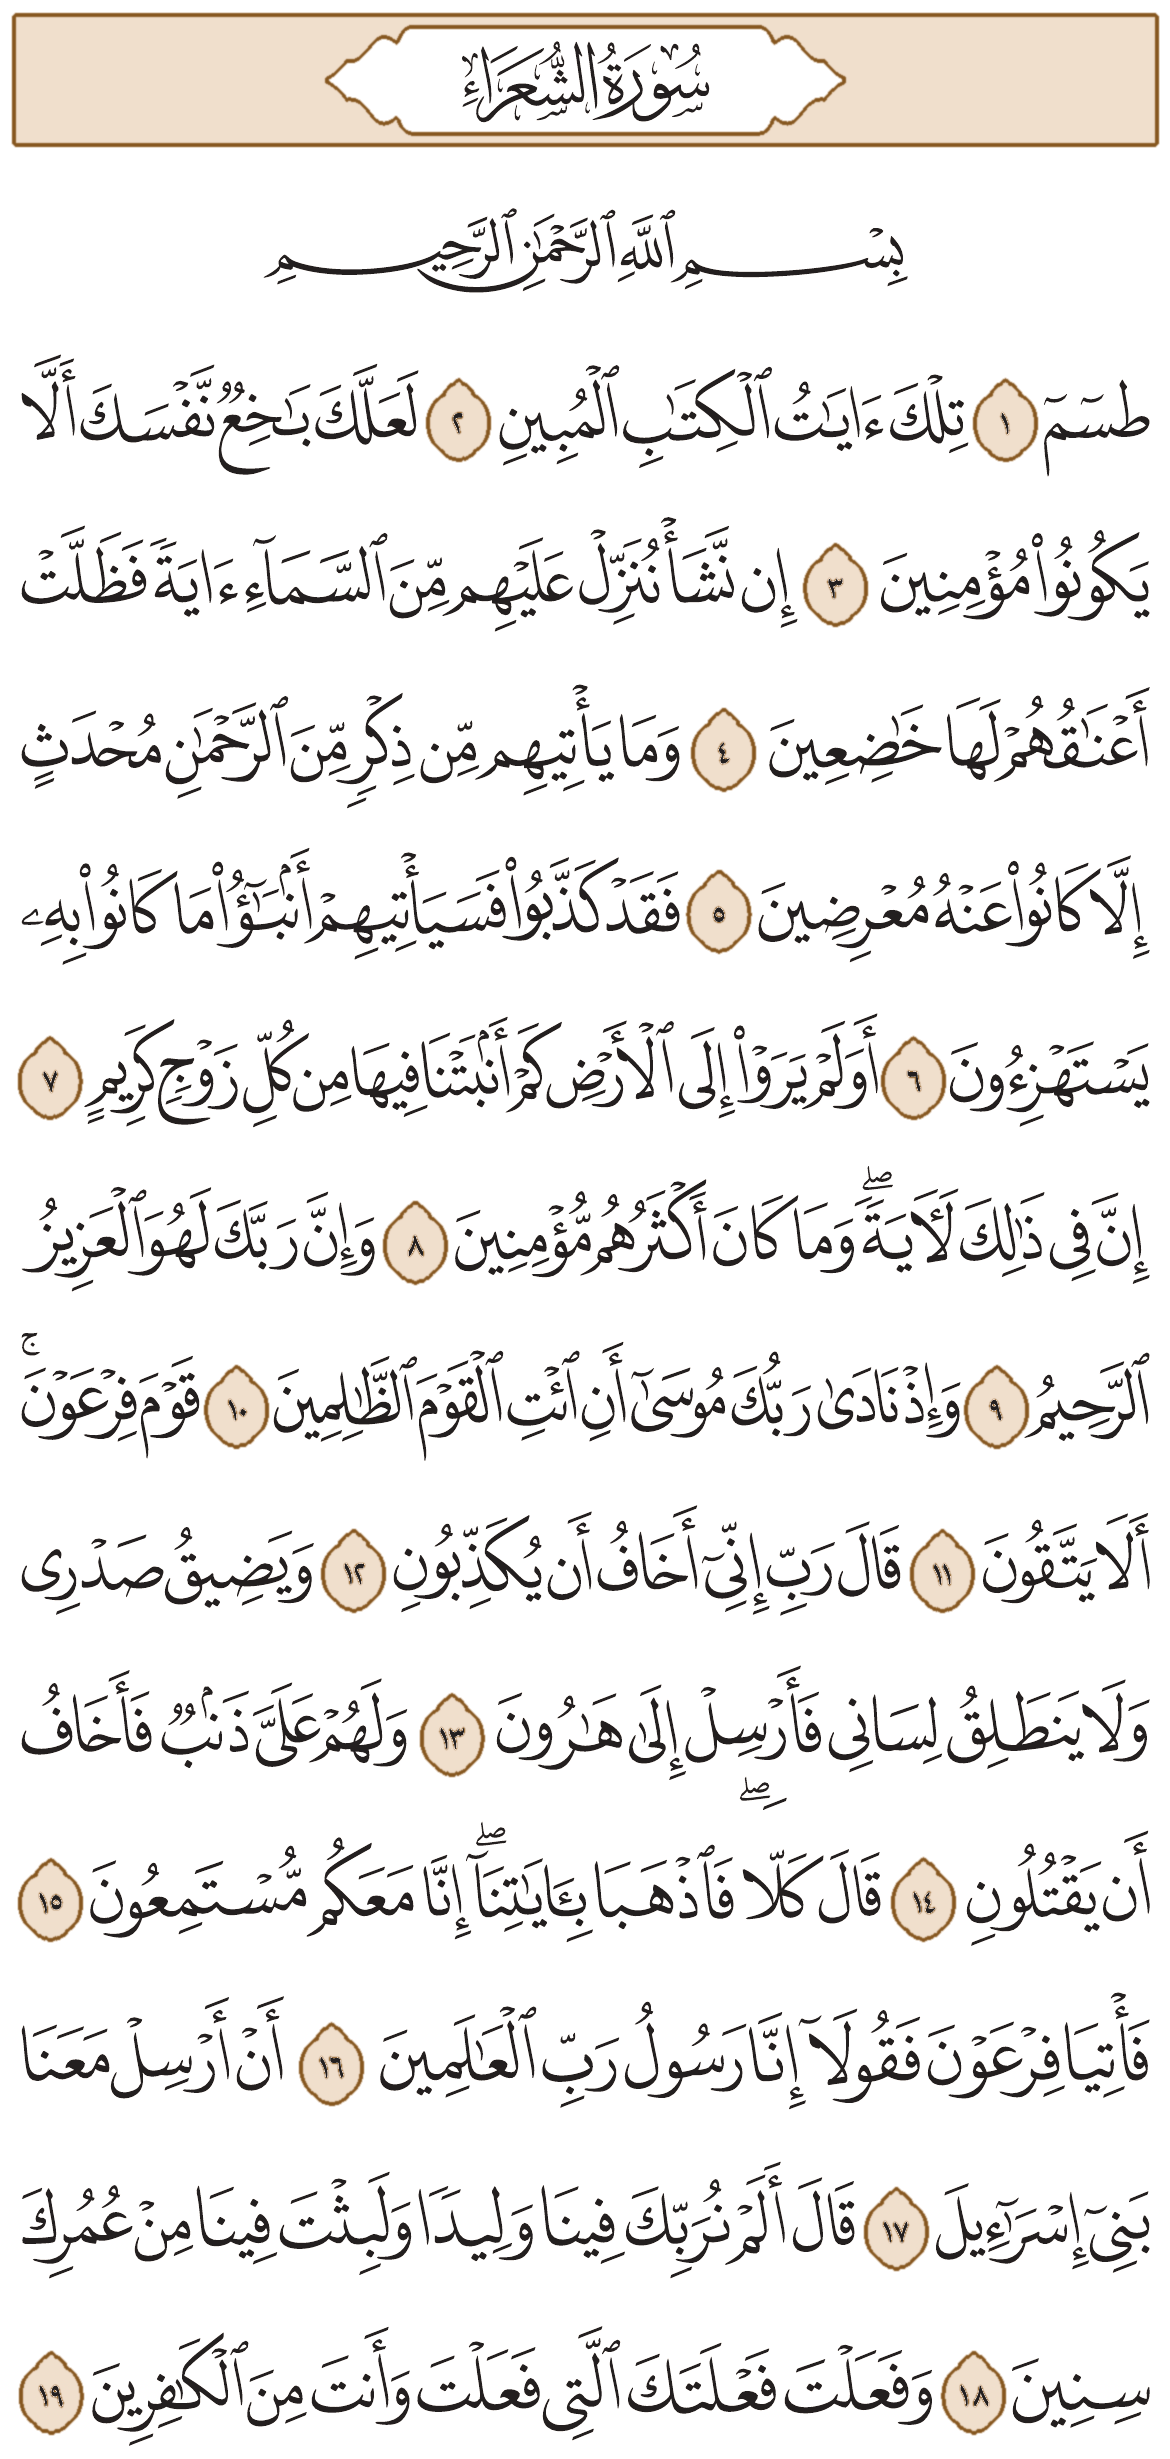 سُورَةُ الشُّعَرَاءِ
بِسْمِ ٱللَّهِ ٱلرَّحْمَٰنِ ٱلرَّحِيمِ
طسٓمٓ ١ تِلْكَ ءَايَٰتُ ٱلْكِتَٰبِ ٱلْمُبِينِ ٢ لَعَلَّكَ بَٰخِعٌ نَّفْسَكَ أَلَّا
يَكُونُوا۟ مُؤْمِنِينَ ٣ إِن نَّشَأْ نُنَزِّلْ عَلَيْهِم مِّنَ ٱلسَّمَآءِ ءَايَةً فَظَلَّتْ
أَعْنَٰقُهُمْ لَهَا خَٰضِعِينَ ٤ وَمَا يَأْتِيهِم مِّن ذِكْرٍ مِّنَ ٱلرَّحْمَٰنِ مُحْدَثٍ
إِلَّا كَانُوا۟ عَنْهُ مُعْرِضِينَ ٥ فَقَدْ كَذَّبُوا۟ فَسَيَأْتِيهِمْ أَنۢبَٰٓؤُا۟ مَا كَانُوا۟ بِهِۦ
يَسْتَهْزِءُونَ ٦ أَوَلَمْ يَرَوْا۟ إِلَى ٱلْأَرْضِ كَمْ أَنۢبَتْنَا فِيهَا مِن كُلِّ زَوْجٍ كَرِيمٍ ٧
إِنَّ فِى ذَٰلِكَ لَءَايَةًۖ وَمَا كَانَ أَكْثَرُهُم مُّؤْمِنِينَ ٨ وَإِنَّ رَبَّكَ لَهُوَ ٱلْعَزِيزُ
ٱلرَّحِيمُ ٩ وَإِذْ نَادَىٰ رَبُّكَ مُوسَىٰٓ أَنِ ٱئْتِ ٱلْقَوْمَ ٱلظَّٰلِمِينَ ١٠ قَوْمَ فِرْعَوْنَۚ
أَلَا يَتَّقُونَ ١١ قَالَ رَبِّ إِنِّىٓ أَخَافُ أَن يُكَذِّبُونِ ١٢ وَيَضِيقُ صَدْرِى
وَلَا يَنطَلِقُ لِسَانِى فَأَرْسِلْ إِلَىٰ هَٰرُونَ ١٣ وَلَهُمْ عَلَىَّ ذَنۢبٌ فَأَخَافُ
أَن يَقْتُلُونِ ١٤ قَالَ كَلَّاۖ فَٱذْهَبَا بِـَٔايَٰتِنَآۖ إِنَّا مَعَكُم مُّسْتَمِعُونَ ١٥
فَأْتِيَا فِرْعَوْنَ فَقُولَآ إِنَّا رَسُولُ رَبِّ ٱلْعَٰلَمِينَ ١٦ أَنْ أَرْسِلْ مَعَنَا
بَنِىٓ إِسْرَٰٓءِيلَ ١٧ قَالَ أَلَمْ نُرَبِّكَ فِينَا وَلِيدًا وَلَبِثْتَ فِينَا مِنْ عُمُرِكَ
سِنِينَ ١٨ وَفَعَلْتَ فَعْلَتَكَ ٱلَّتِى فَعَلْتَ وَأَنتَ مِنَ ٱلْكَٰفِرِينَ ١٩